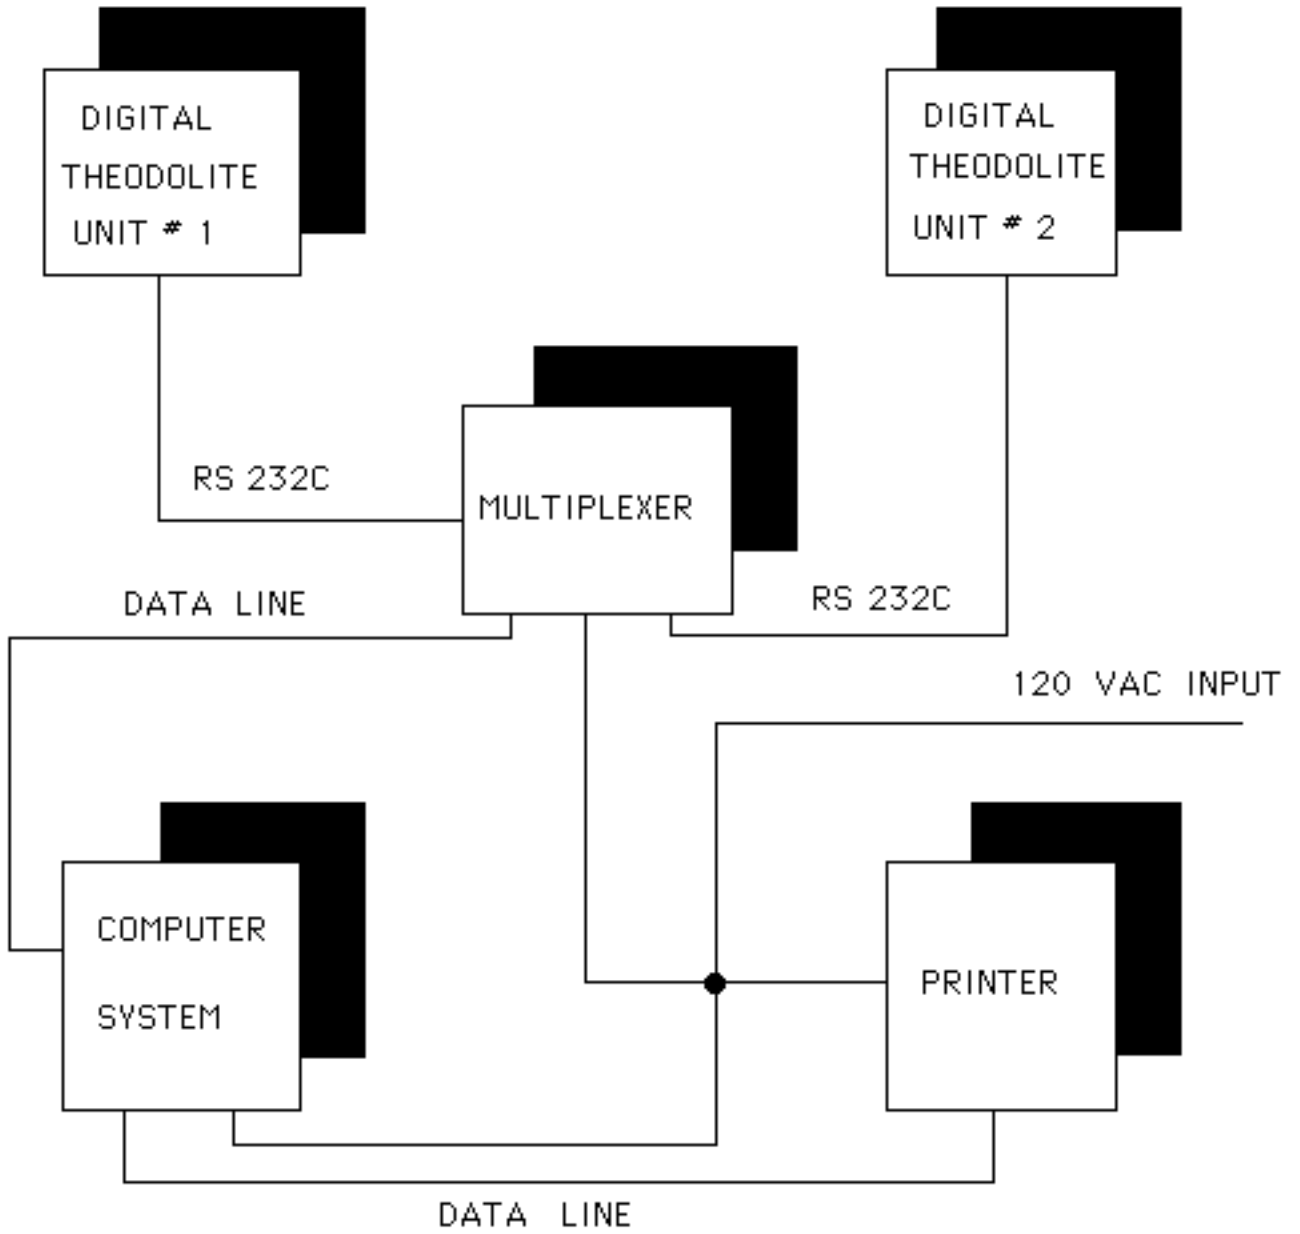 DIGITAL
THEODOLITE
UNIT # 1
DIGITAL
THEODOLITE
UNIT # 2
RS 232C
MULTIPLEXER
DATA LINE
RS 232C
120 VAC INPUT
COMPUTER
SYSTEM
PRINTER
DATA LINE